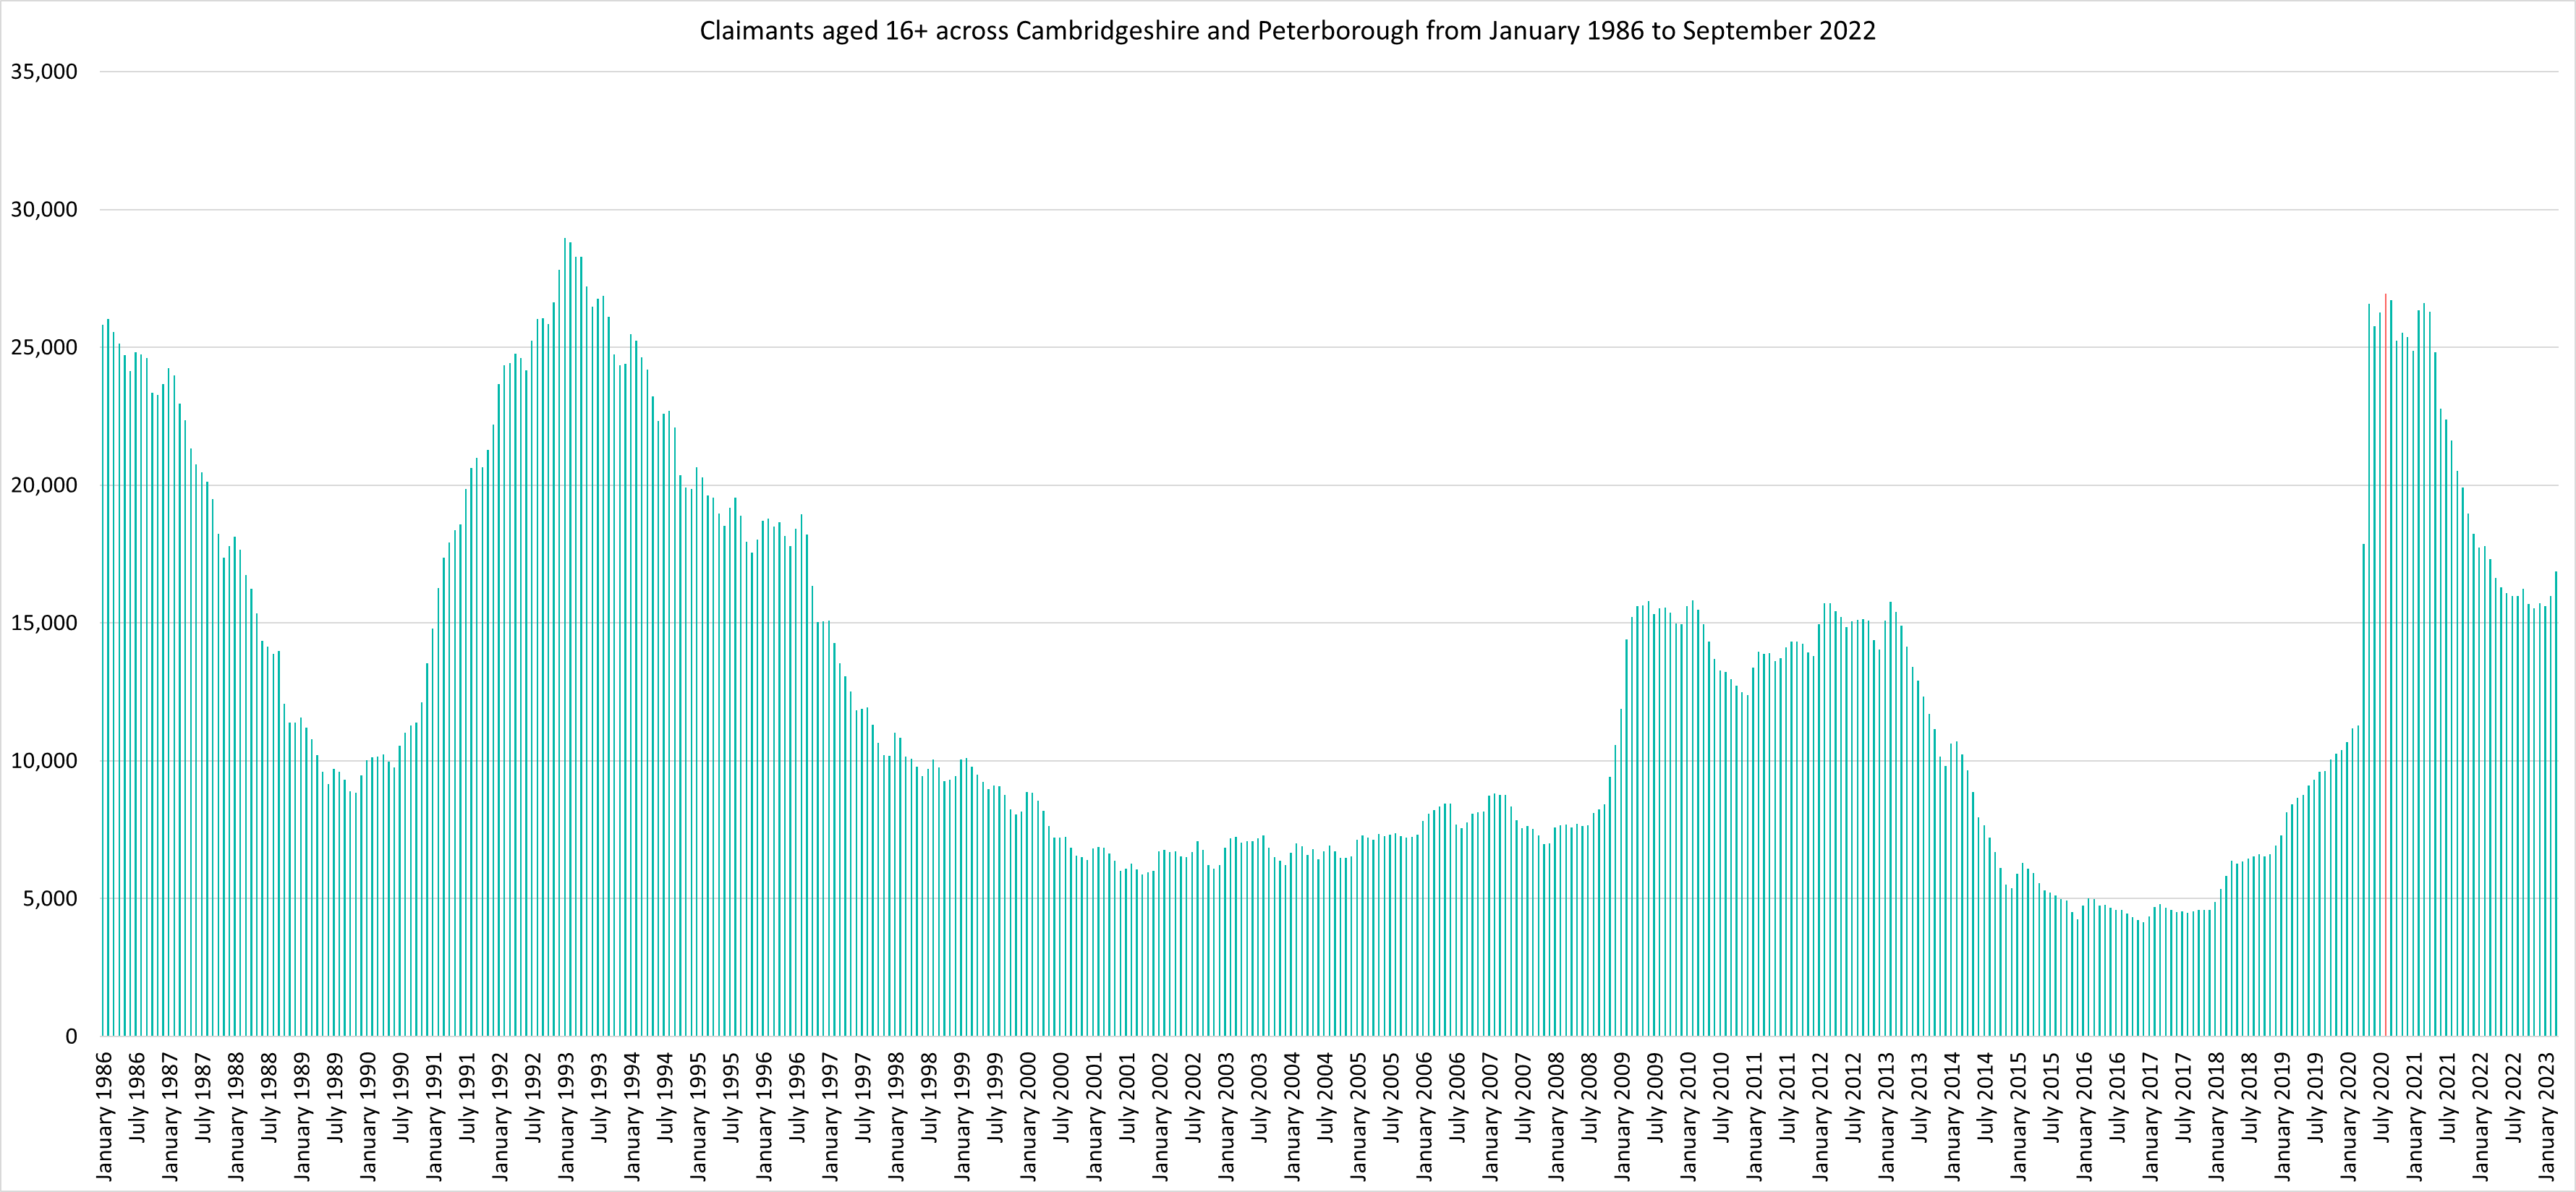 Claimants aged 16+ across Cambridgeshire and Peterborough from January 1986 to September 2022
35,000
30,000
25,000
20,000
15,000
10,000
5,000
0
January 1986
July 1986
January 1987
July 1987
January 1988
July 1988
January 1989
July 1989
January 1990
July 1990
January 1991
July 1991
January 1992
July 1992
January 1993
July 1993
January 1994
July 1994
January 1995
July 1995
January 1996
July 1996
January 1997
July 1997
January 1998
July 1998
January 1999
July 1999
January 2000
July 2000
January 2001
July 2001
January 2002
July 2002
January 2003
July 2003
January 2004
July 2004
January 2005
July 2005
January 2006
July 2006
January 2007
July 2007
January 2008
July 2008
January 2009
July 2009
January 2010
July 2010
January 2011
July 2011
January 2012
July 2012
January 2013
July 2013
January 2014
July 2014
January 2015
July 2015
January 2016
July 2016
January 2017
July 2017
January 2018
July 2018
January 2019
July 2019
January 2020
July 2020
January 2021
July 2021
January 2022
July 2022
January 2023